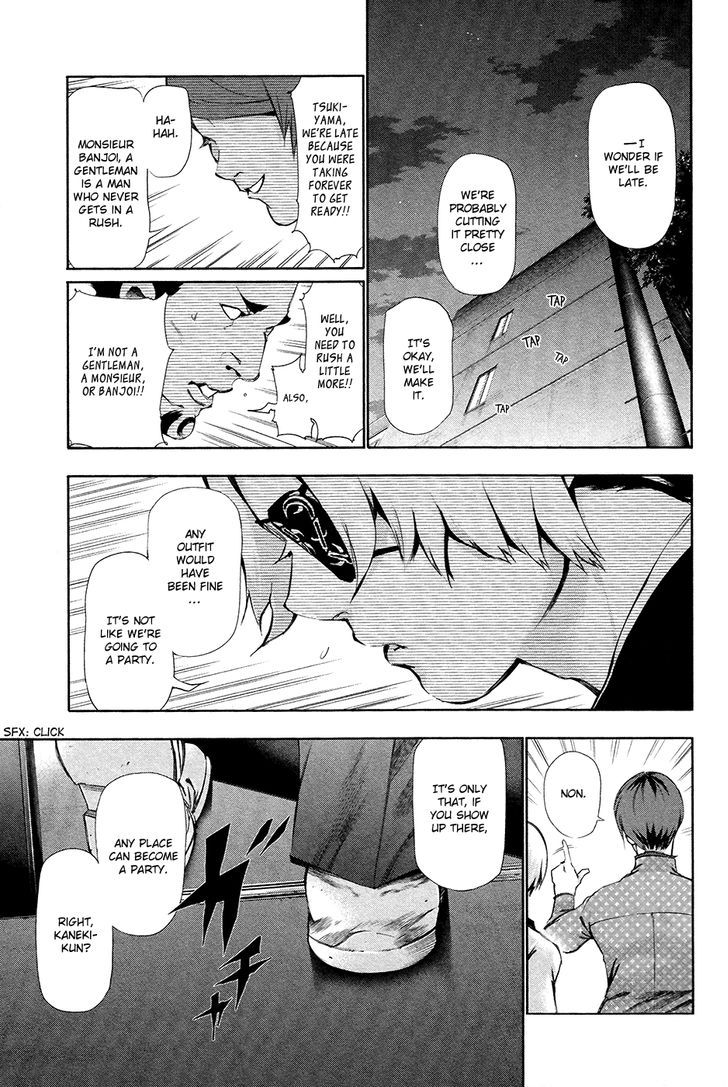 —I
WONDER IF
WE'LL BE
LATE.
WE'RE
PROBABLY
CUTTING
IT PRETTY
CLOSE
...
TAP
TAP
TAP
TAP
IT'S
OKAY,
WE'LL
MAKE
IT.
TSUKI-
YAMA,
WE'RE LATE
BECAUSE
YOU WERE
TAKING
FOREVER
TO GET
READY!!
HA-
HAH.
MONSIEUR
BANJOI, A
GENTLEMAN
IS A MAN
WHO NEVER
GETS IN A
RUSH.
WELL,
YOU
NEED TO
RUSH A
LITTLE
MORE!!
ALSO,
I'M NOT A
GENTLEMAN,
A MONSIEUR,
OR BANJOI!!
ANY
OUTFIT
WOULD
HAVE
BEEN FINE
...
IT'S NOT
LIKE WE'RE
GOING TO
A PARTY.
SFX: CLICK
NON.
IT'S ONLY
THAT, IF
YOU SHOW
UP THERE,
ガチ
ANY PLACE
CAN BECOME
A PARTY.
RIGHT,
KANEKI-
KUN?